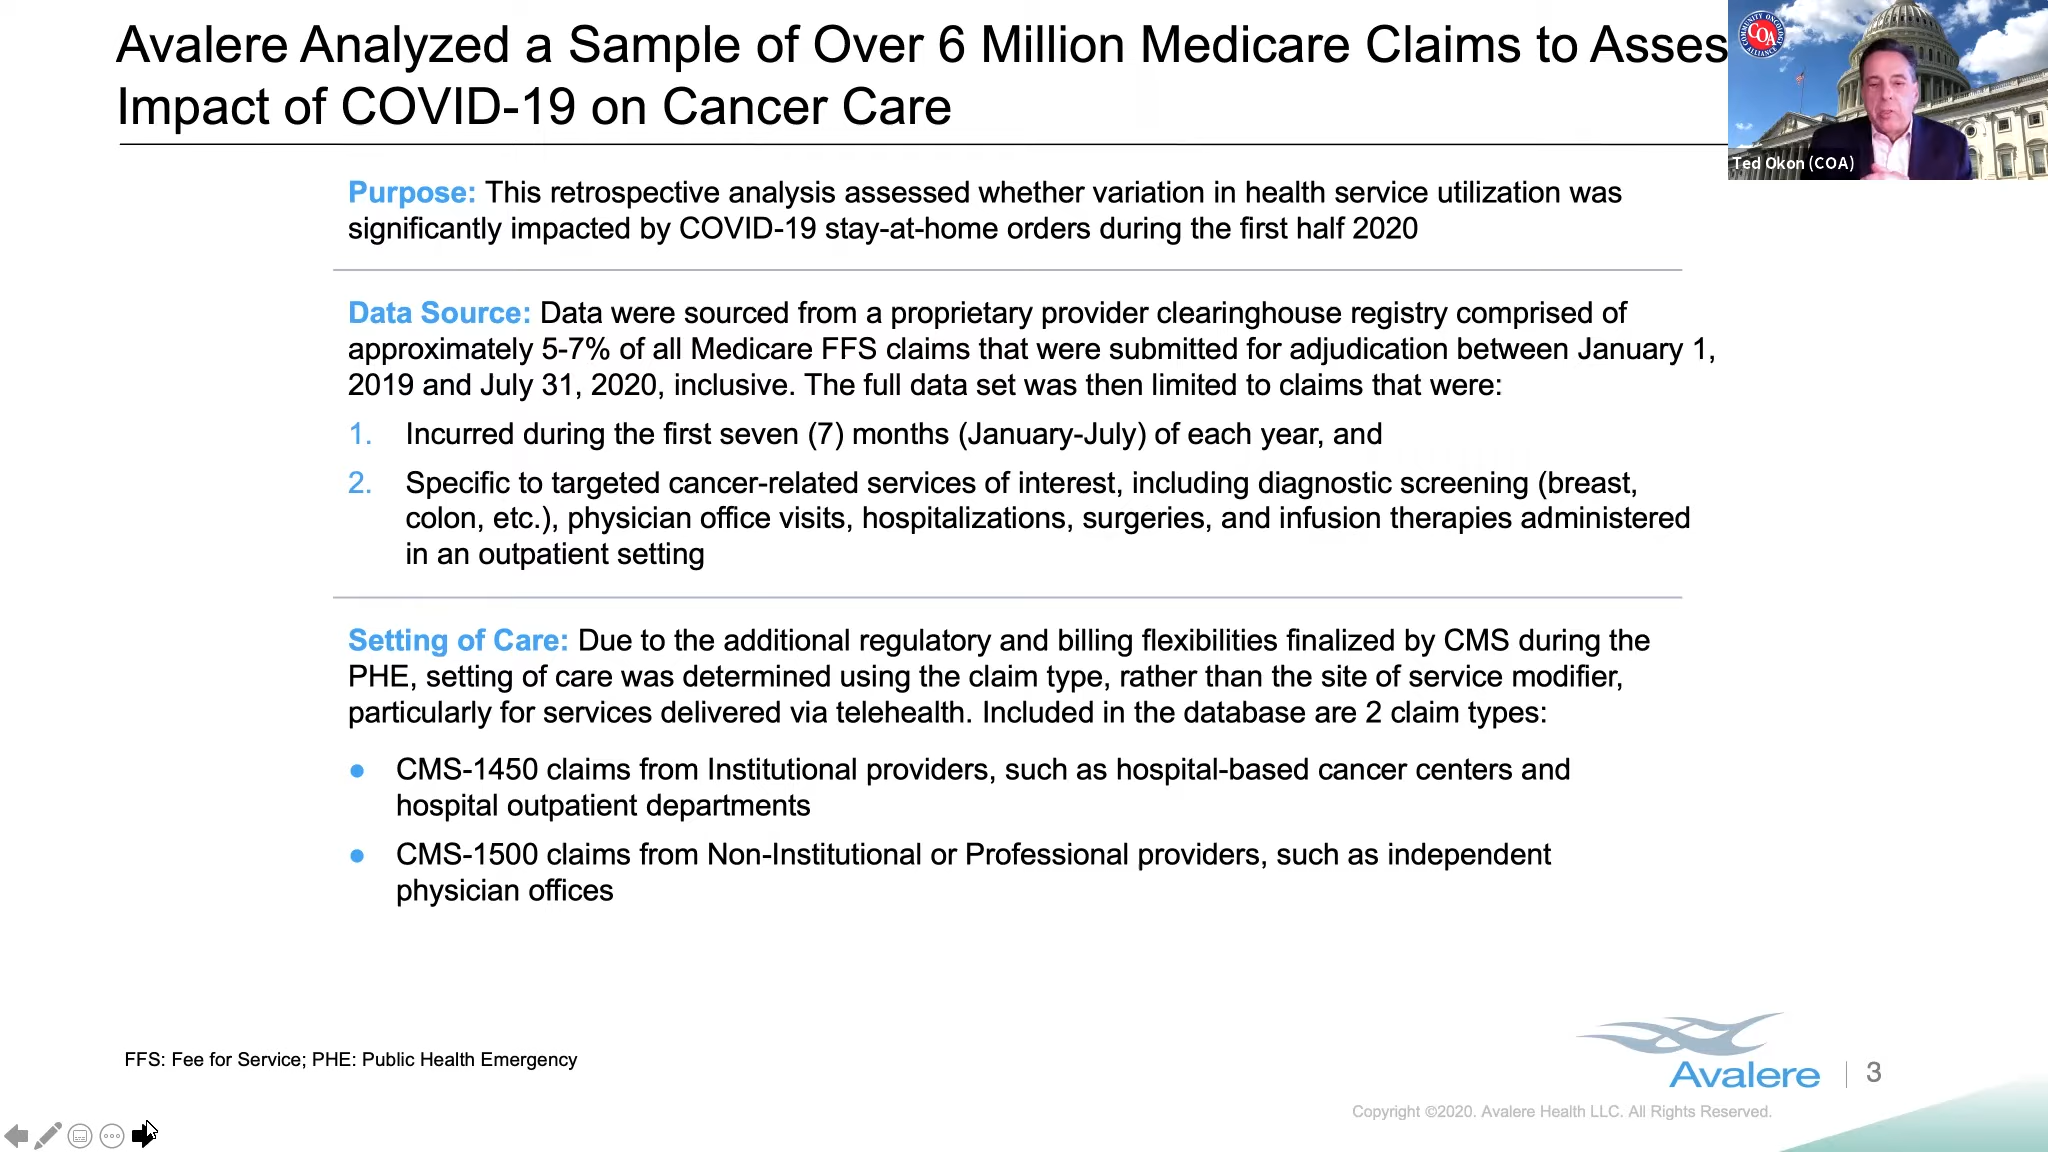 Avalere Analyzed a Sample of Over 6 Million Medicare Claims to Asses
Impact of COVID-19 on Cancer Care
COMMUNITY ONCOLOGY
COA
ALLIANCE
Ted Okon (COA)
Purpose: This retrospective analysis assessed whether variation in health service utilization was
significantly impacted by COVID-19 stay-at-home orders during the first half 2020
Data Source: Data were sourced from a proprietary provider clearinghouse registry comprised of
approximately 5-7% of all Medicare FFS claims that were submitted for adjudication between January 1,
2019 and July 31, 2020, inclusive. The full data set was then limited to claims that were:
1. Incurred during the first seven (7) months (January-July) of each year, and
2. Specific to targeted cancer-related services of interest, including diagnostic screening (breast,
colon, etc.), physician office visits, hospitalizations, surgeries, and infusion therapies administered
in an outpatient setting
Setting of Care: Due to the additional regulatory and billing flexibilities finalized by CMS during the
PHE, setting of care was determined using the claim type, rather than the site of service modifier,
particularly for services delivered via telehealth. Included in the database are 2 claim types:
● CMS-1450 claims from Institutional providers, such as hospital-based cancer centers and
hospital outpatient departments
● CMS-1500 claims from Non-Institutional or Professional providers, such as independent
physician offices
FFS: Fee for Service; PHE: Public Health Emergency
Avalere
3
Copyright ©2020. Avalere Health LLC. All Rights Reserved.